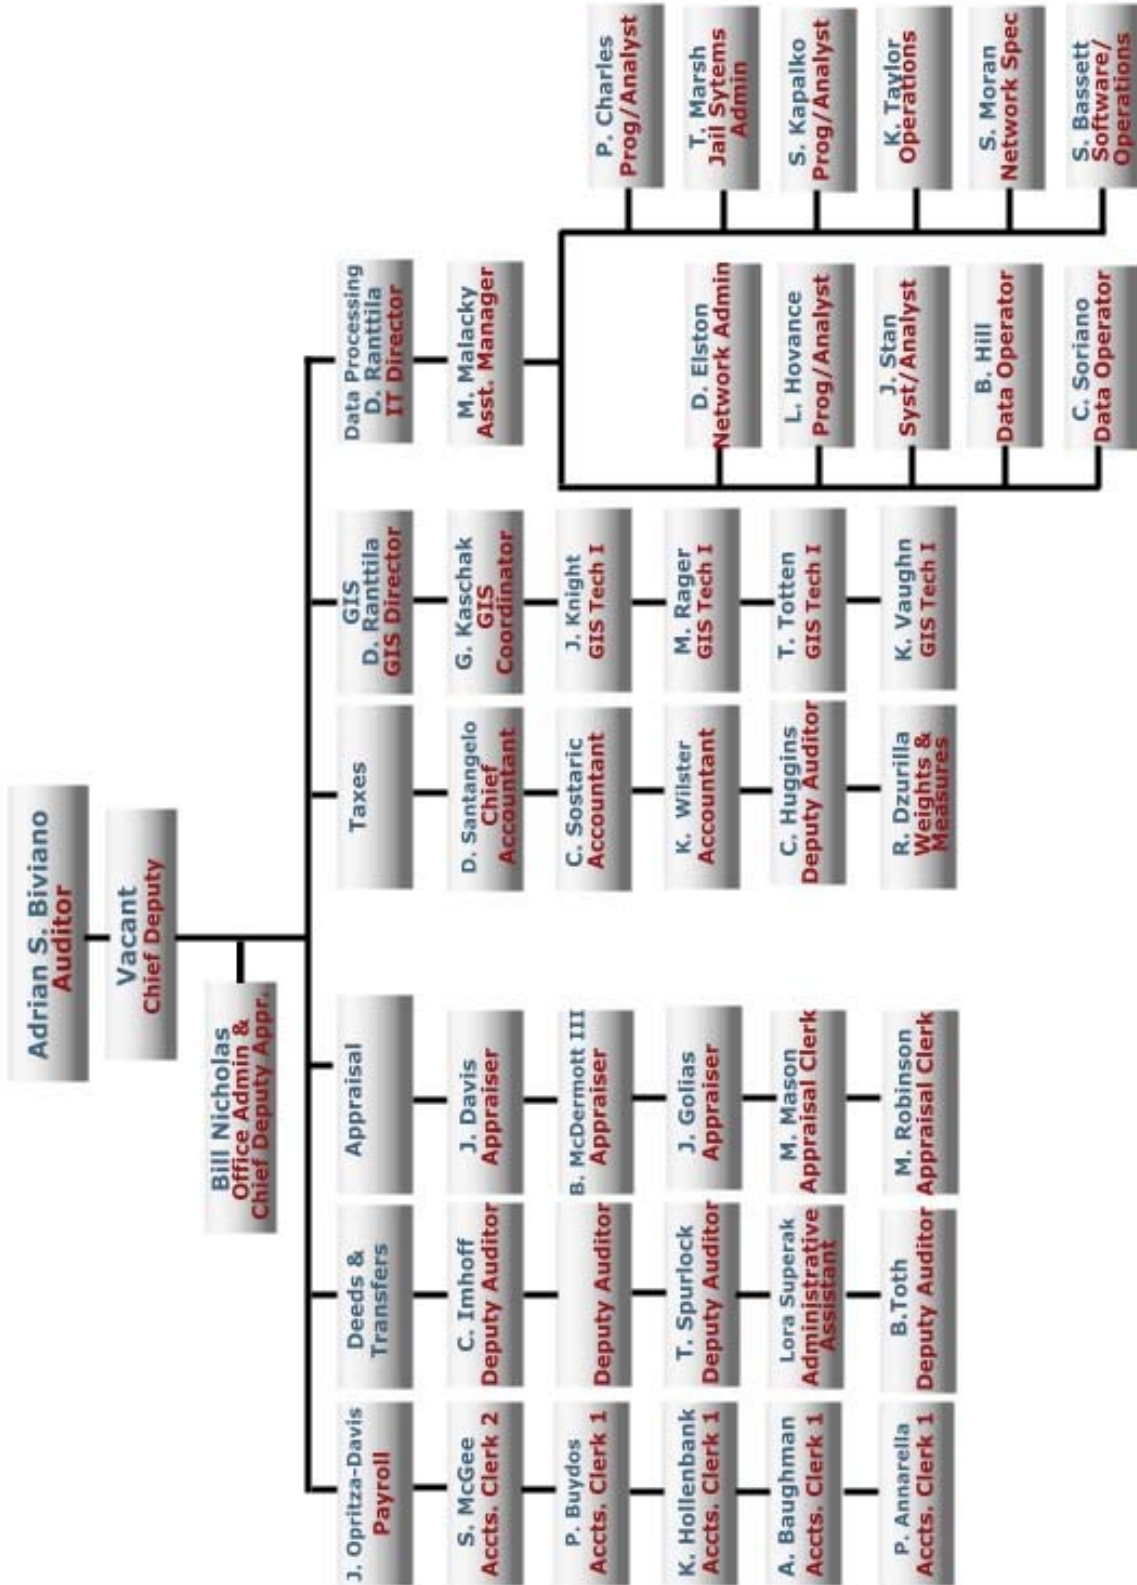 Adrian S. Biviano
Auditor
Vacant
Chief Deputy
Bill Nicholas
Office Admin &
Chief Deputy Appr.
J. Opritza-Davis
Payroll
S. McGee
Accts. Clerk 2
P. Buydos
Accts. Clerk 1
K. Hollenbank
Accts. Clerk 1
A. Baughman
Accts. Clerk 1
P. Annarella
Accts. Clerk 1
Deeds &
Transfers
C. Imhoff
Deputy Auditor
Deputy Auditor
T. Spurlock
Deputy Auditor
Lora Superak
Administrative
Assistant
B.Toth
Deputy Auditor
Appraisal
J. Davis
Appraiser
B. McDermott III
Appraiser
J. Golias
Appraiser
M. Mason
Appraisal Clerk
M. Robinson
Appraisal Clerk
Taxes
D. Santangelo
Chief
Accountant
C. Sostaric
Accountant
K. Wilster
Accountant
C. Huggins
Deputy Auditor
R. Dzurilla
Weights &
Measures
GIS
D. Ranttila
GIS Director
G. Kaschak
GIS
Coordinator
J. Knight
GIS Tech I
M. Rager
GIS Tech I
T. Totten
GIS Tech I
K. Vaughn
GIS Tech I
Data Processing
D. Ranttila
IT Director
M. Malacky
Asst. Manager
D. Elston
Network Admin
L. Hovance
Prog/Analyst
J. Stan
Syst/Analyst
B. Hill
Data Operator
C. Soriano
Data Operator
P. Charles
Prog/Analyst
T. Marsh
Jail Sytems
Admin
S. Kapalko
Prog/Analyst
K. Taylor
Operations
S. Moran
Network Spec
S. Bassett
Software/
Operations